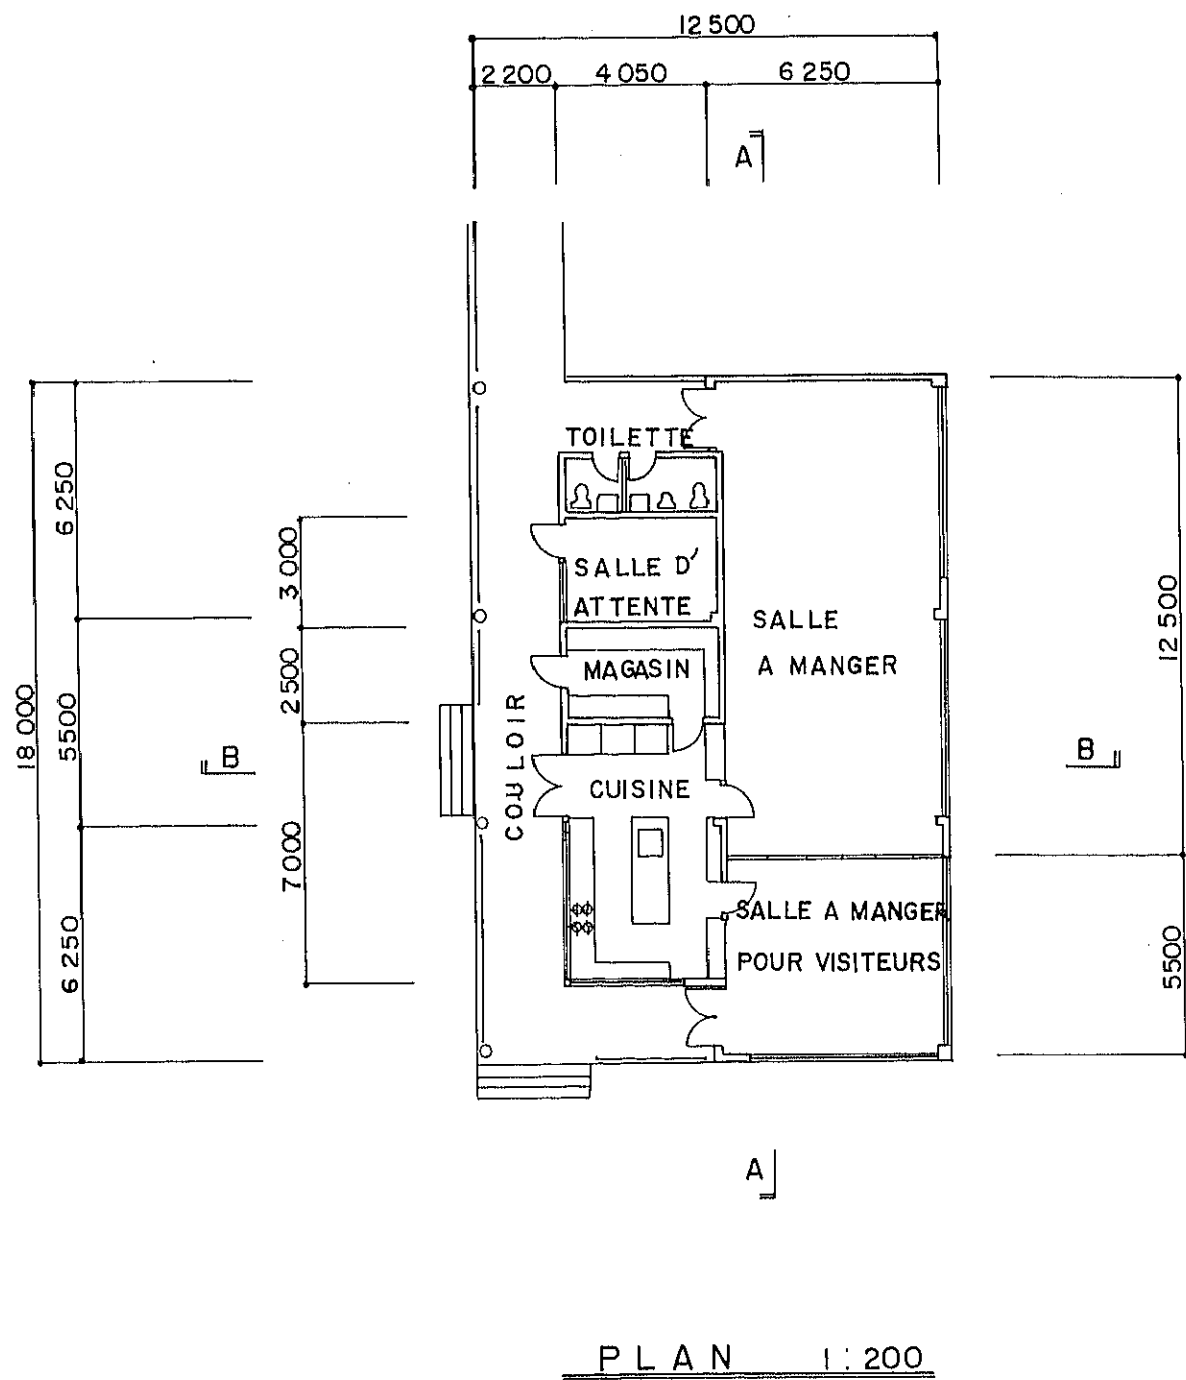 12 500
2 200 4 050 6 250
A
TOILETTE
6 250
3 000
SALLE D'
ATTENTE
SALLE
A MANGER
12 500
2 500
MAGASIN
18 000
5500
COULOIR
B
B
CUISINE
7000
SALLE A MANGER
POUR VISITEURS
6 250
5500
A
PLAN 1:200